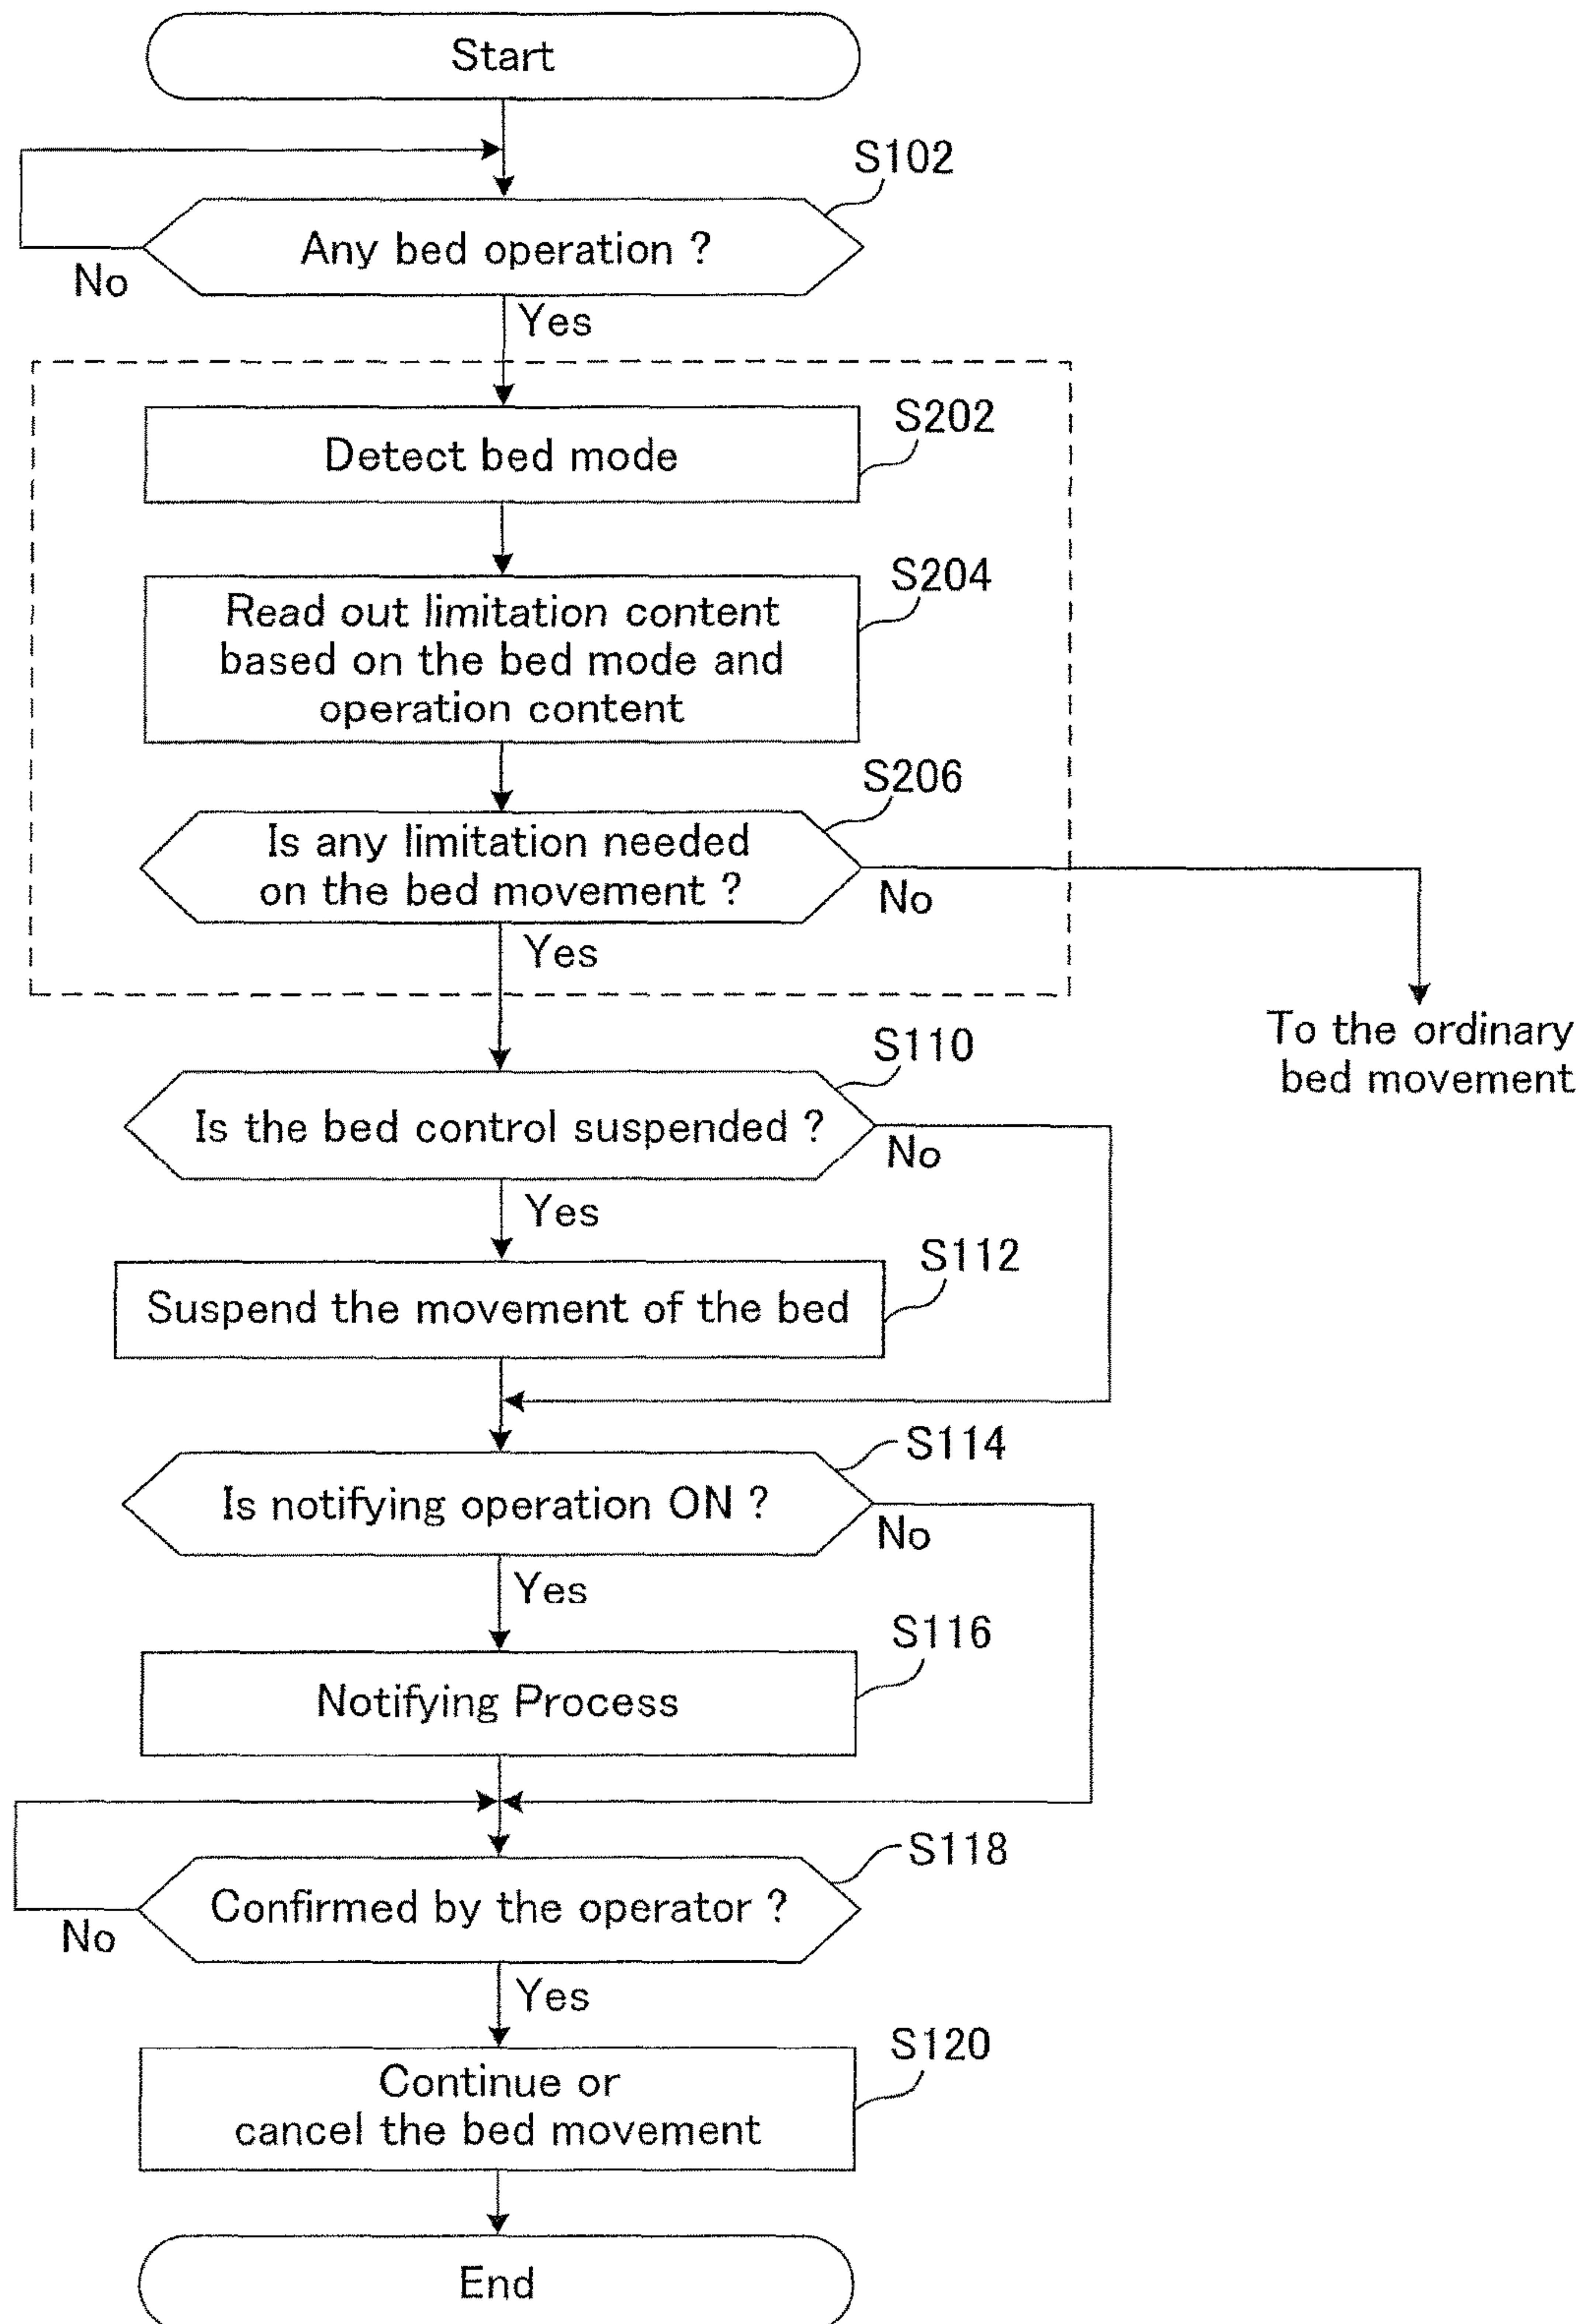 Start
S102
Any bed operation ?
No
Yes
S202
Detect bed mode
S204
Read out limitation content
based on the bed mode and
operation content
S206
Is any limitation needed
on the bed movement ?
No
Yes
To the ordinary
bed movement
S110
Is the bed control suspended ?
No
Yes
S112
Suspend the movement of the bed
S114
Is notifying operation ON ?
No
Yes
S116
Notifying Process
S118
Confirmed by the operator ?
No
Yes
S120
Continue or
cancel the bed movement
End